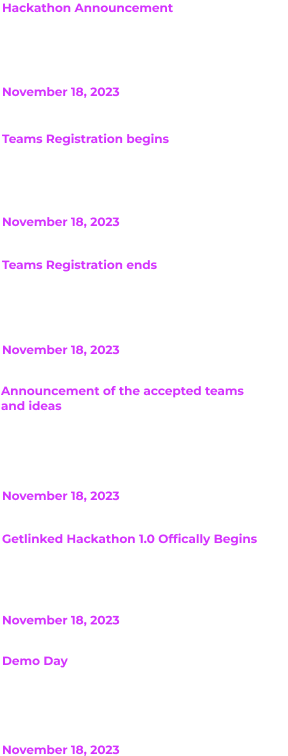 Hackathon Announcement
November 18, 2023
Teams Registration begins
November 18, 2023
Teams Registration ends
November 18, 2023
Announcement of the accepted teams
and ideas
November 18, 2023
Getlinked Hackathon 1.0 Offically Begins
November 18, 2023
Demo Day
November 18, 2023